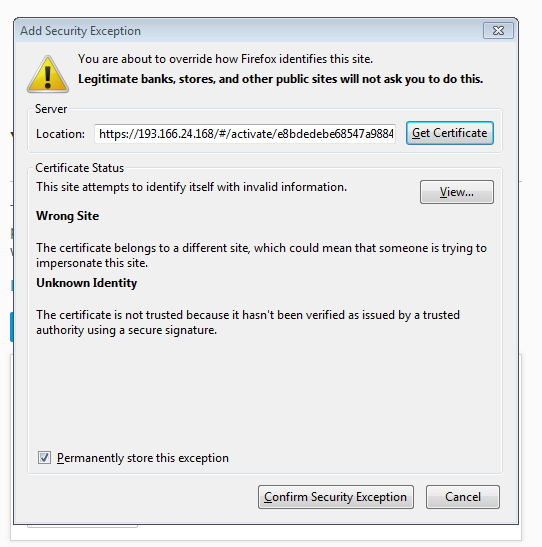 Add Security Exception
You are about to override how Firefox identifies this site.
Legitimate banks, stores, and other public sites will not ask you to do this.
Server
Location: https://193.166.24.168/#/activate/e8bdedebe68547a9884 Get Certificate
Certificate Status
This site attempts to identify itself with invalid information. View...
Wrong Site
The certificate belongs to a different site, which could mean that someone is trying to
impersonate this site.
Unknown Identity
The certificate is not trusted because it hasn't been verified as issued by a trusted
authority using a secure signature.
Permanently store this exception
Confirm Security Exception Cancel